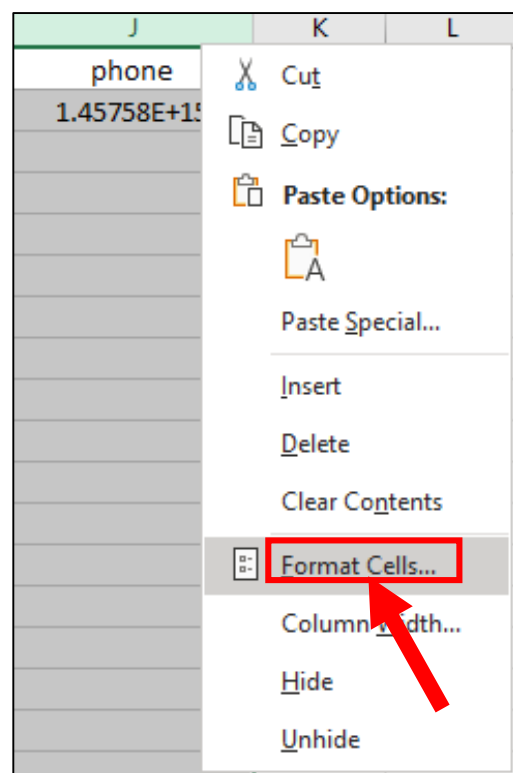 J K L
phone
1.45758E+15
Cut
Copy
Paste Options:
A
Paste Special...
Insert
Delete
Clear Contents
Format Cells...
Column Width...
Hide
Unhide